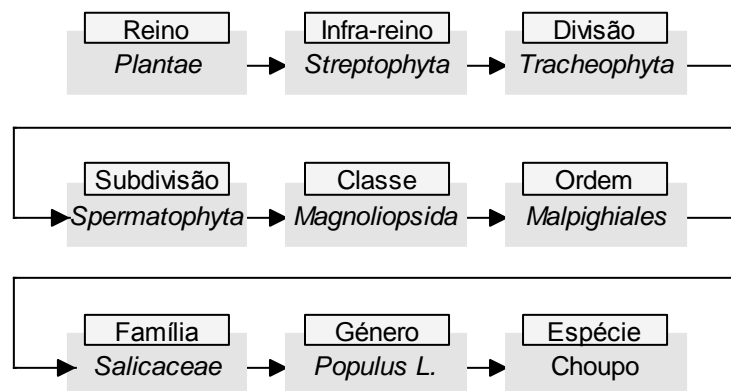 Reino
Infra-reino
Divisão
Plantae
Streptophyta
Tracheophyta
Subdivisão
Classe
Ordem
Spermatophyta
Magnoliopsida
Malpighiales
Família
Género
Espécie
Salicaceae
Populus L.
Choupo